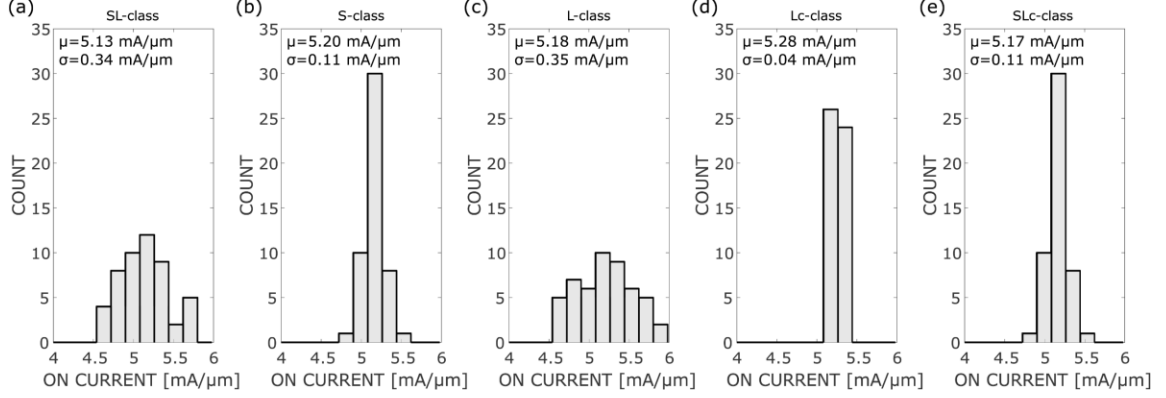 (a)
SL-class
35
μ=5.13 mA/μm
σ=0.34 mA/μm
30
25
20
15
10
5
0
COUNT
4 4.5 5 5.5 6
ON CURRENT [mA/μm]
(b)
S-class
35
μ=5.20 mA/μm
σ=0.11 mA/μm
30
25
20
15
10
5
0
COUNT
4 4.5 5 5.5 6
ON CURRENT [mA/μm]
(c)
L-class
35
μ=5.18 mA/μm
σ=0.35 mA/μm
30
25
20
15
10
5
0
COUNT
4 4.5 5 5.5 6
ON CURRENT [mA/μm]
(d)
Lc-class
35
μ=5.28 mA/μm
σ=0.04 mA/μm
30
25
20
15
10
5
0
COUNT
4 4.5 5 5.5 6
ON CURRENT [mA/μm]
(e)
SLc-class
35
μ=5.17 mA/μm
σ=0.11 mA/μm
30
25
20
15
10
5
0
COUNT
4 4.5 5 5.5 6
ON CURRENT [mA/μm]